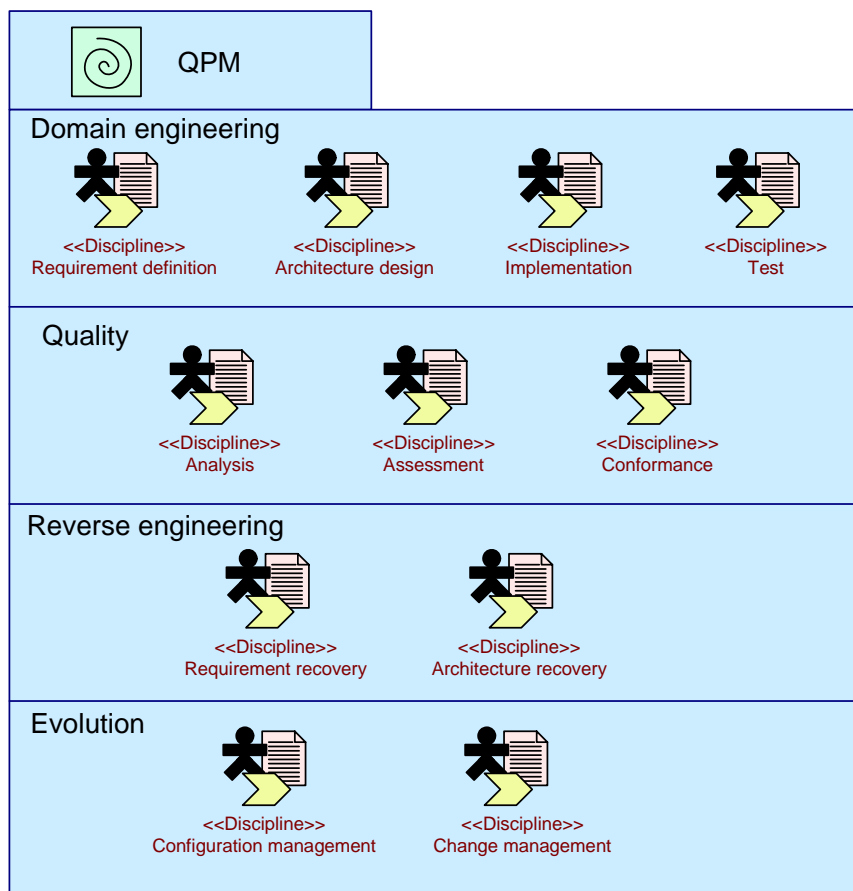 QPM
Domain engineering
<<Discipline>> <<Discipline>> <<Discipline>> <<Discipline>>
Requirement definition Architecture design Implementation Test
Quality
<<Discipline>> <<Discipline>> <<Discipline>>
Analysis Assessment Conformance
Reverse engineering
<<Discipline>> <<Discipline>>
Requirement recovery Architecture recovery
Evolution
<<Discipline>> <<Discipline>>
Configuration management Change management